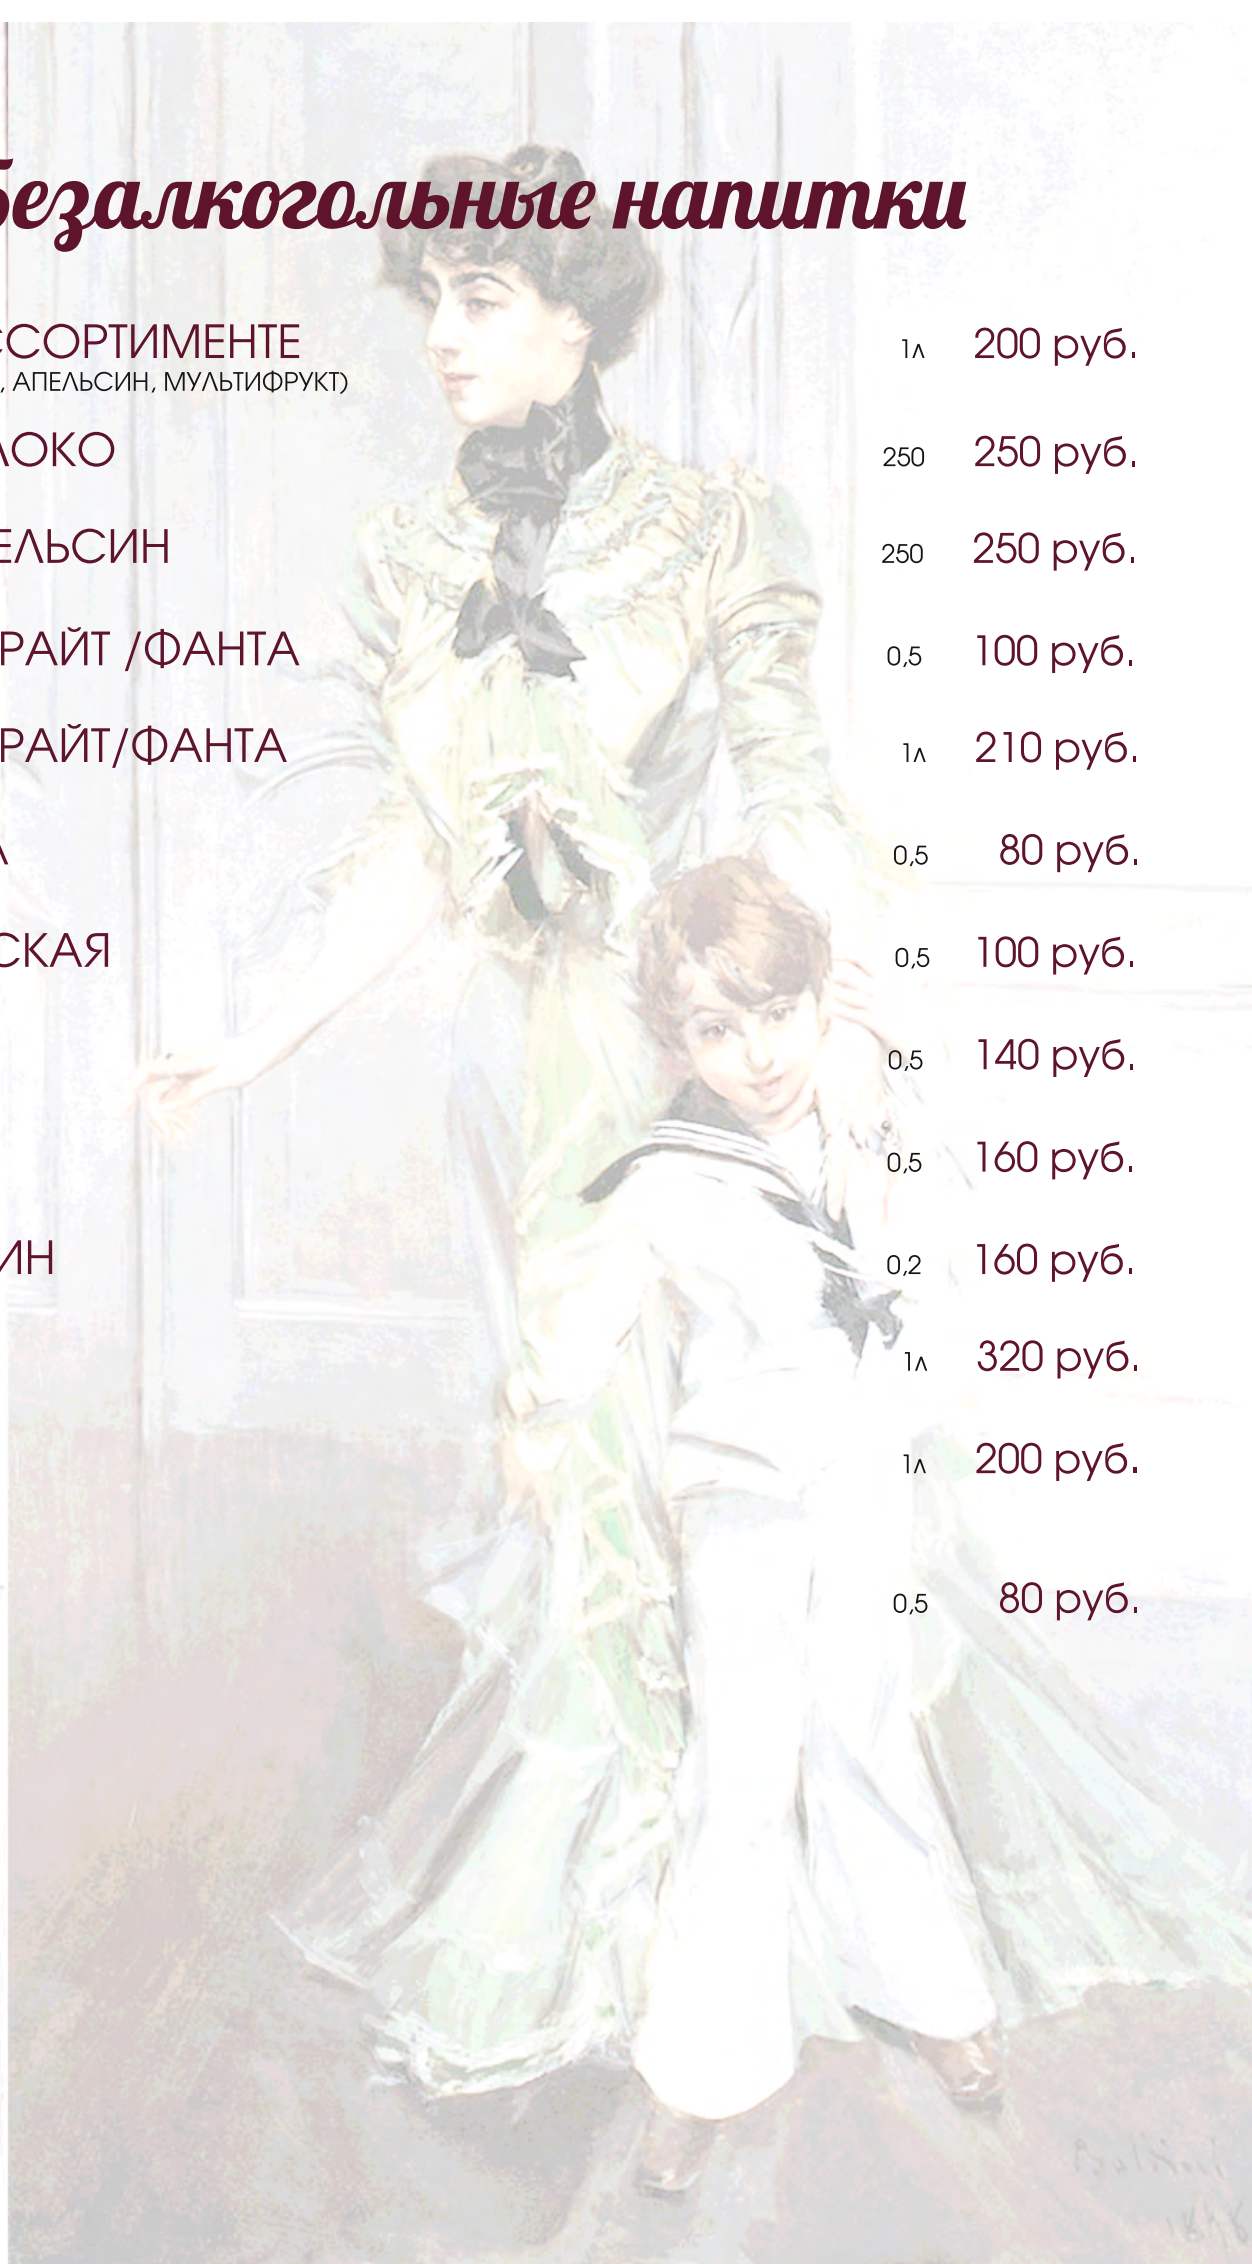 безалкогольные напитки
ССОРТИМЕНТЕ 1л 200 руб.
, АПЕЛЬСИН, МУЛЬТИФРУКТ)
ЛОКО 250 250 руб.
ЕЛЬСИН 250 250 руб.
РАЙТ /ФАНТА 0,5 100 руб.
РАЙТ/ФАНТА 1л 210 руб.
0,5 80 руб.
СКАЯ 0,5 100 руб.
0,5 140 руб.
0,5 160 руб.
ИН 0,2 160 руб.
1л 320 руб.
1л 200 руб.
0,5 80 руб.